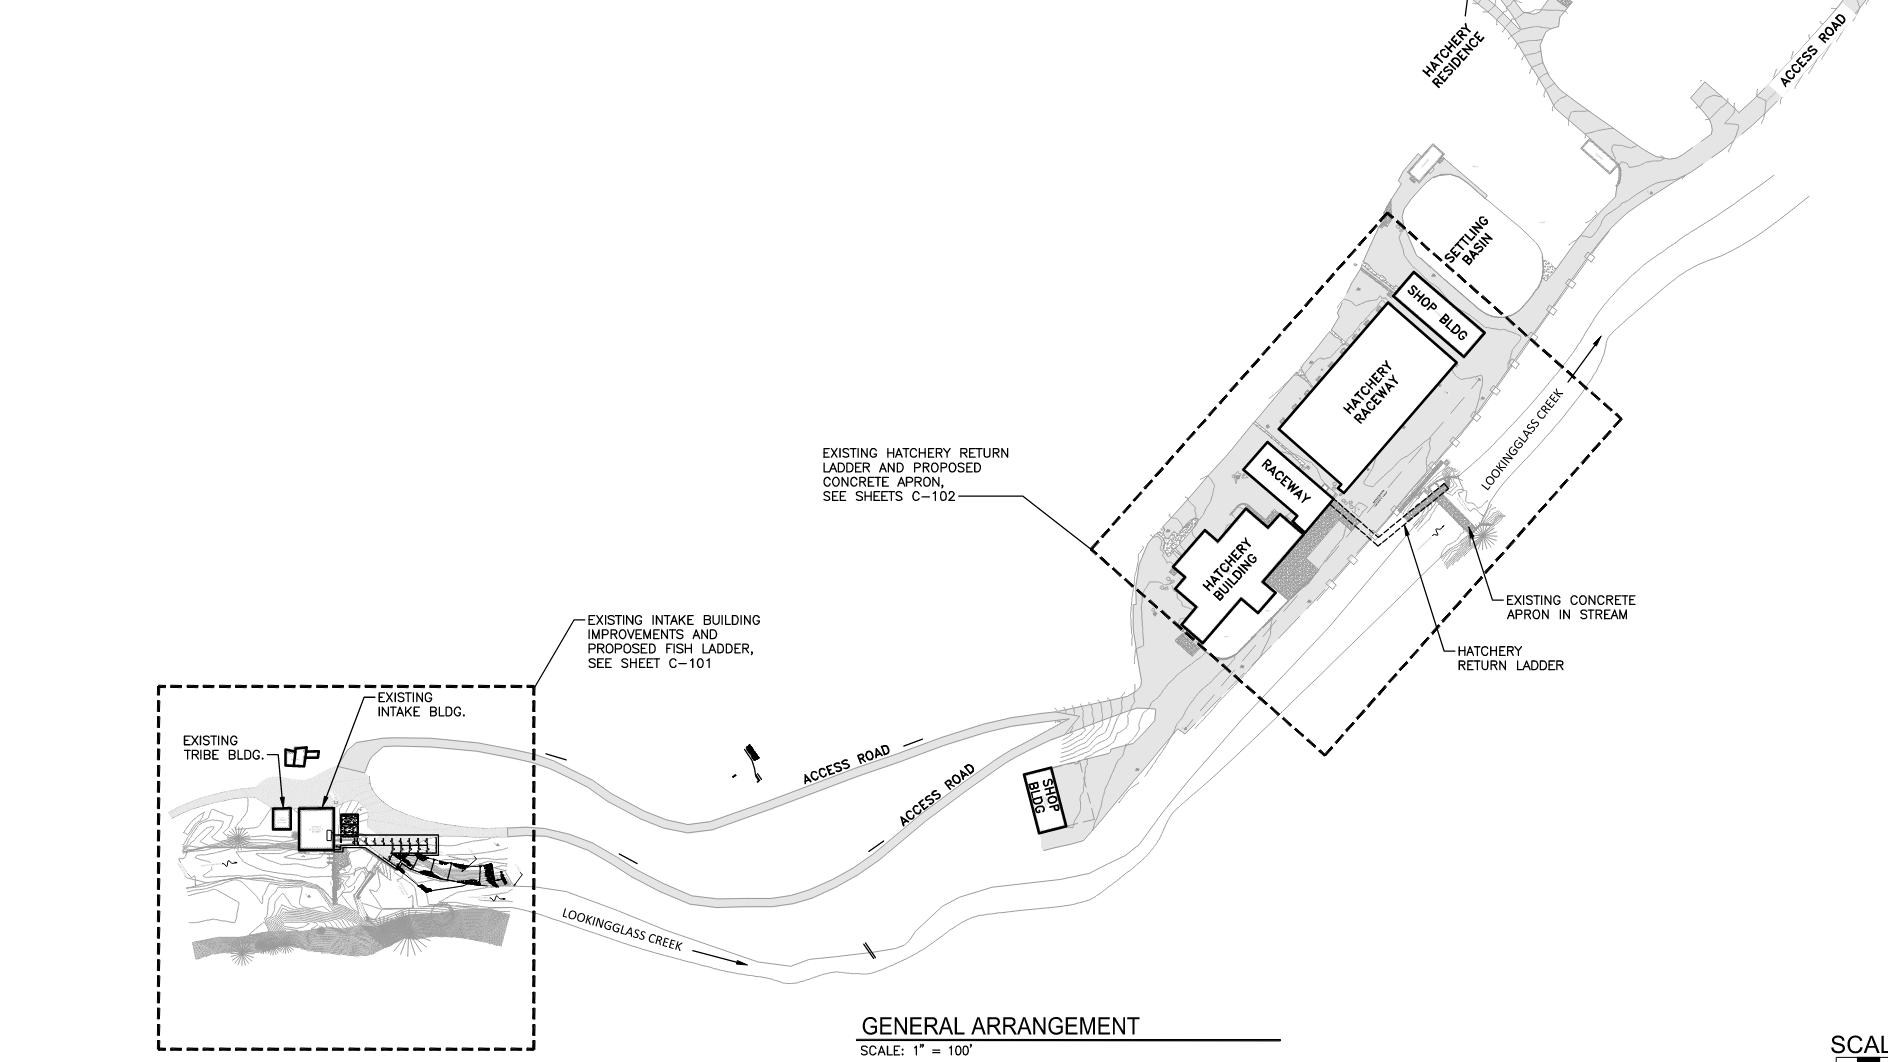 HATCHERY
RESIDENCE
ACCESS ROAD
SETTLING
BASIN
SHOP BLDG
HATCHERY
RACEWAY
LOOKINGGLASS CREEK
EXISTING HATCHERY RETURN
LADDER AND PROPOSED
CONCRETE APRON,
SEE SHEETS C-102
RACEWAY
HATCHERY
BUILDING
EXISTING CONCRETE
APRON IN STREAM
HATCHERY
RETURN LADDER
EXISTING INTAKE BUILDING
IMPROVEMENTS AND
PROPOSED FISH LADDER,
SEE SHEET C-101
EXISTING
INTAKE BLDG.
EXISTING
TRIBE BLDG.
ACCESS ROAD
ACCESS ROAD
SHOP
BLDG
LOOKINGGLASS CREEK
GENERAL ARRANGEMENT
SCALE: 1" = 100'
SCAL